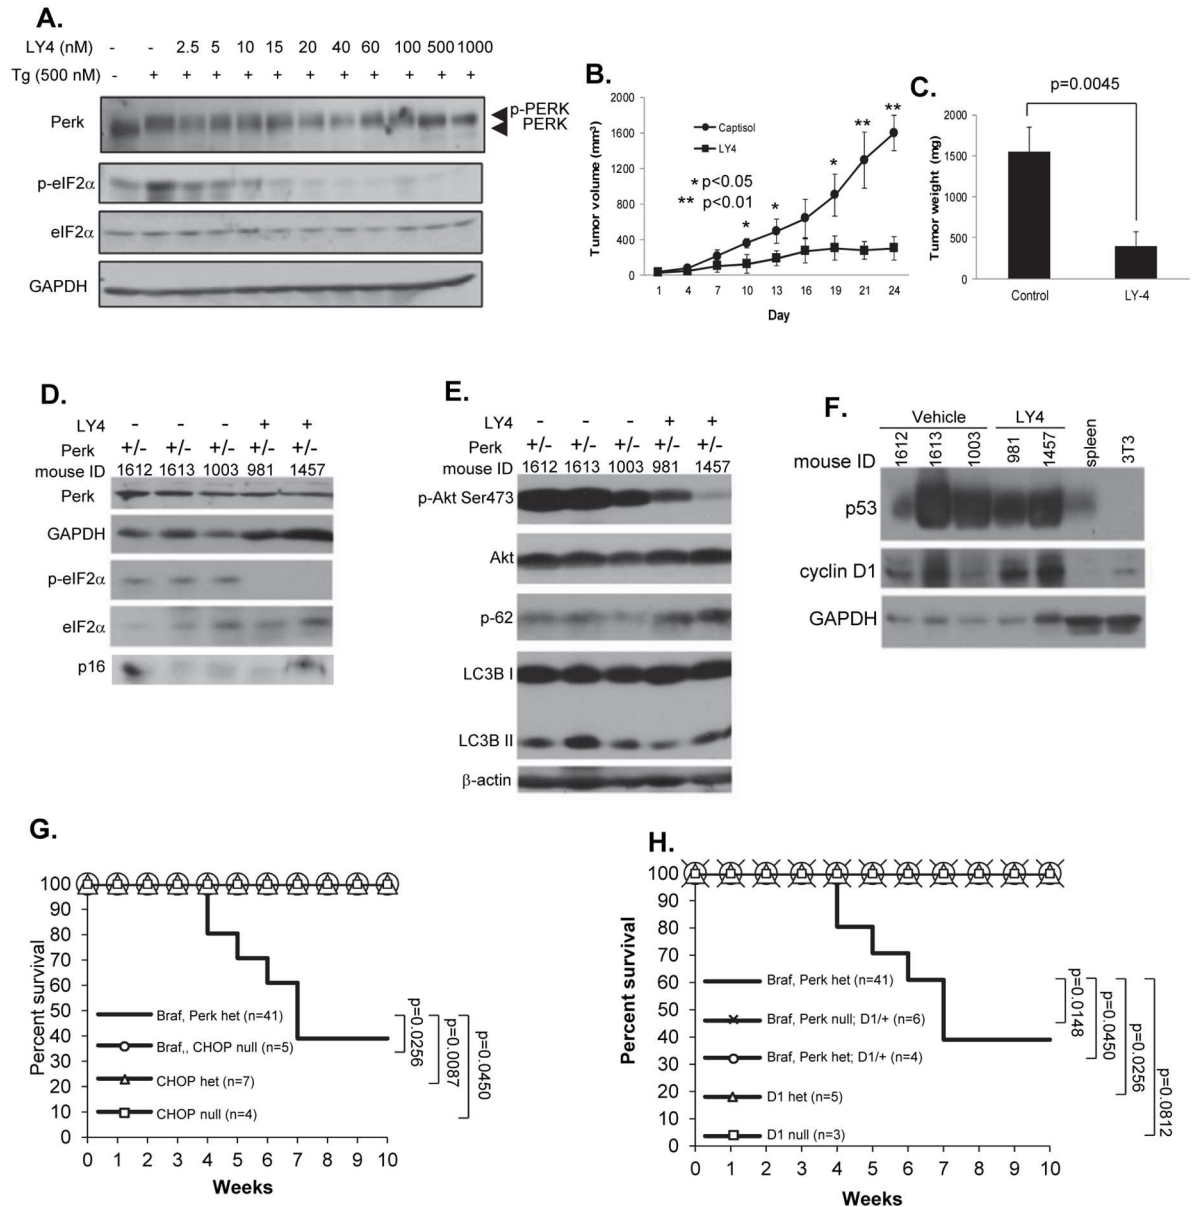 A.
LY4 (nM) - - 2.5 5 10 15 20 40 60 100 500 1000
Tg (500 nM) - + + + + + + + + + + +
Perk
p-PERK
PERK
p-eIF2α
eIF2α
GAPDH
B.
Tumor volume (mm³)
2000
1600
1200
800
400
0
Captisol
LY4
* p<0.05
** p<0.01
* * * ** **
1 4 7 10 13 16 19 21 24
Day
C.
p=0.0045
Tumor weight (mg)
2000
1500
1000
500
0
Control LY-4
D.
LY4 - - - + +
Perk +/- +/- +/- +/- +/-
mouse ID 1612 1613 1003 981 1457
Perk
GAPDH
p-eIF2α
eIF2α
p16
E.
LY4 - - - + +
Perk +/- +/- +/- +/- +/-
mouse ID 1612 1613 1003 981 1457
p-Akt Ser473
Akt
p-62
LC3B I
LC3B II
β-actin
F.
Vehicle LY4
mouse ID 1612 1613 1003 981 1457 spleen 3T3
p53
cyclin D1
GAPDH
G.
Percent survival
100
90
80
70
60
50
40
30
20
10
0
Braf, Perk het (n=41)
Braf,, CHOP null (n=5)
CHOP het (n=7)
CHOP null (n=4)
p=0.0256
p=0.0087
p=0.0450
0 1 2 3 4 5 6 7 8 9 10
Weeks
H.
Percent survival
100
90
80
70
60
50
40
30
20
10
0
Braf, Perk het (n=41)
Braf, Perk null; D1/+ (n=6)
Braf, Perk het; D1/+ (n=4)
D1 het (n=5)
D1 null (n=3)
p=0.0148
p=0.0450
p=0.0256
p=0.0812
0 1 2 3 4 5 6 7 8 9 10
Weeks